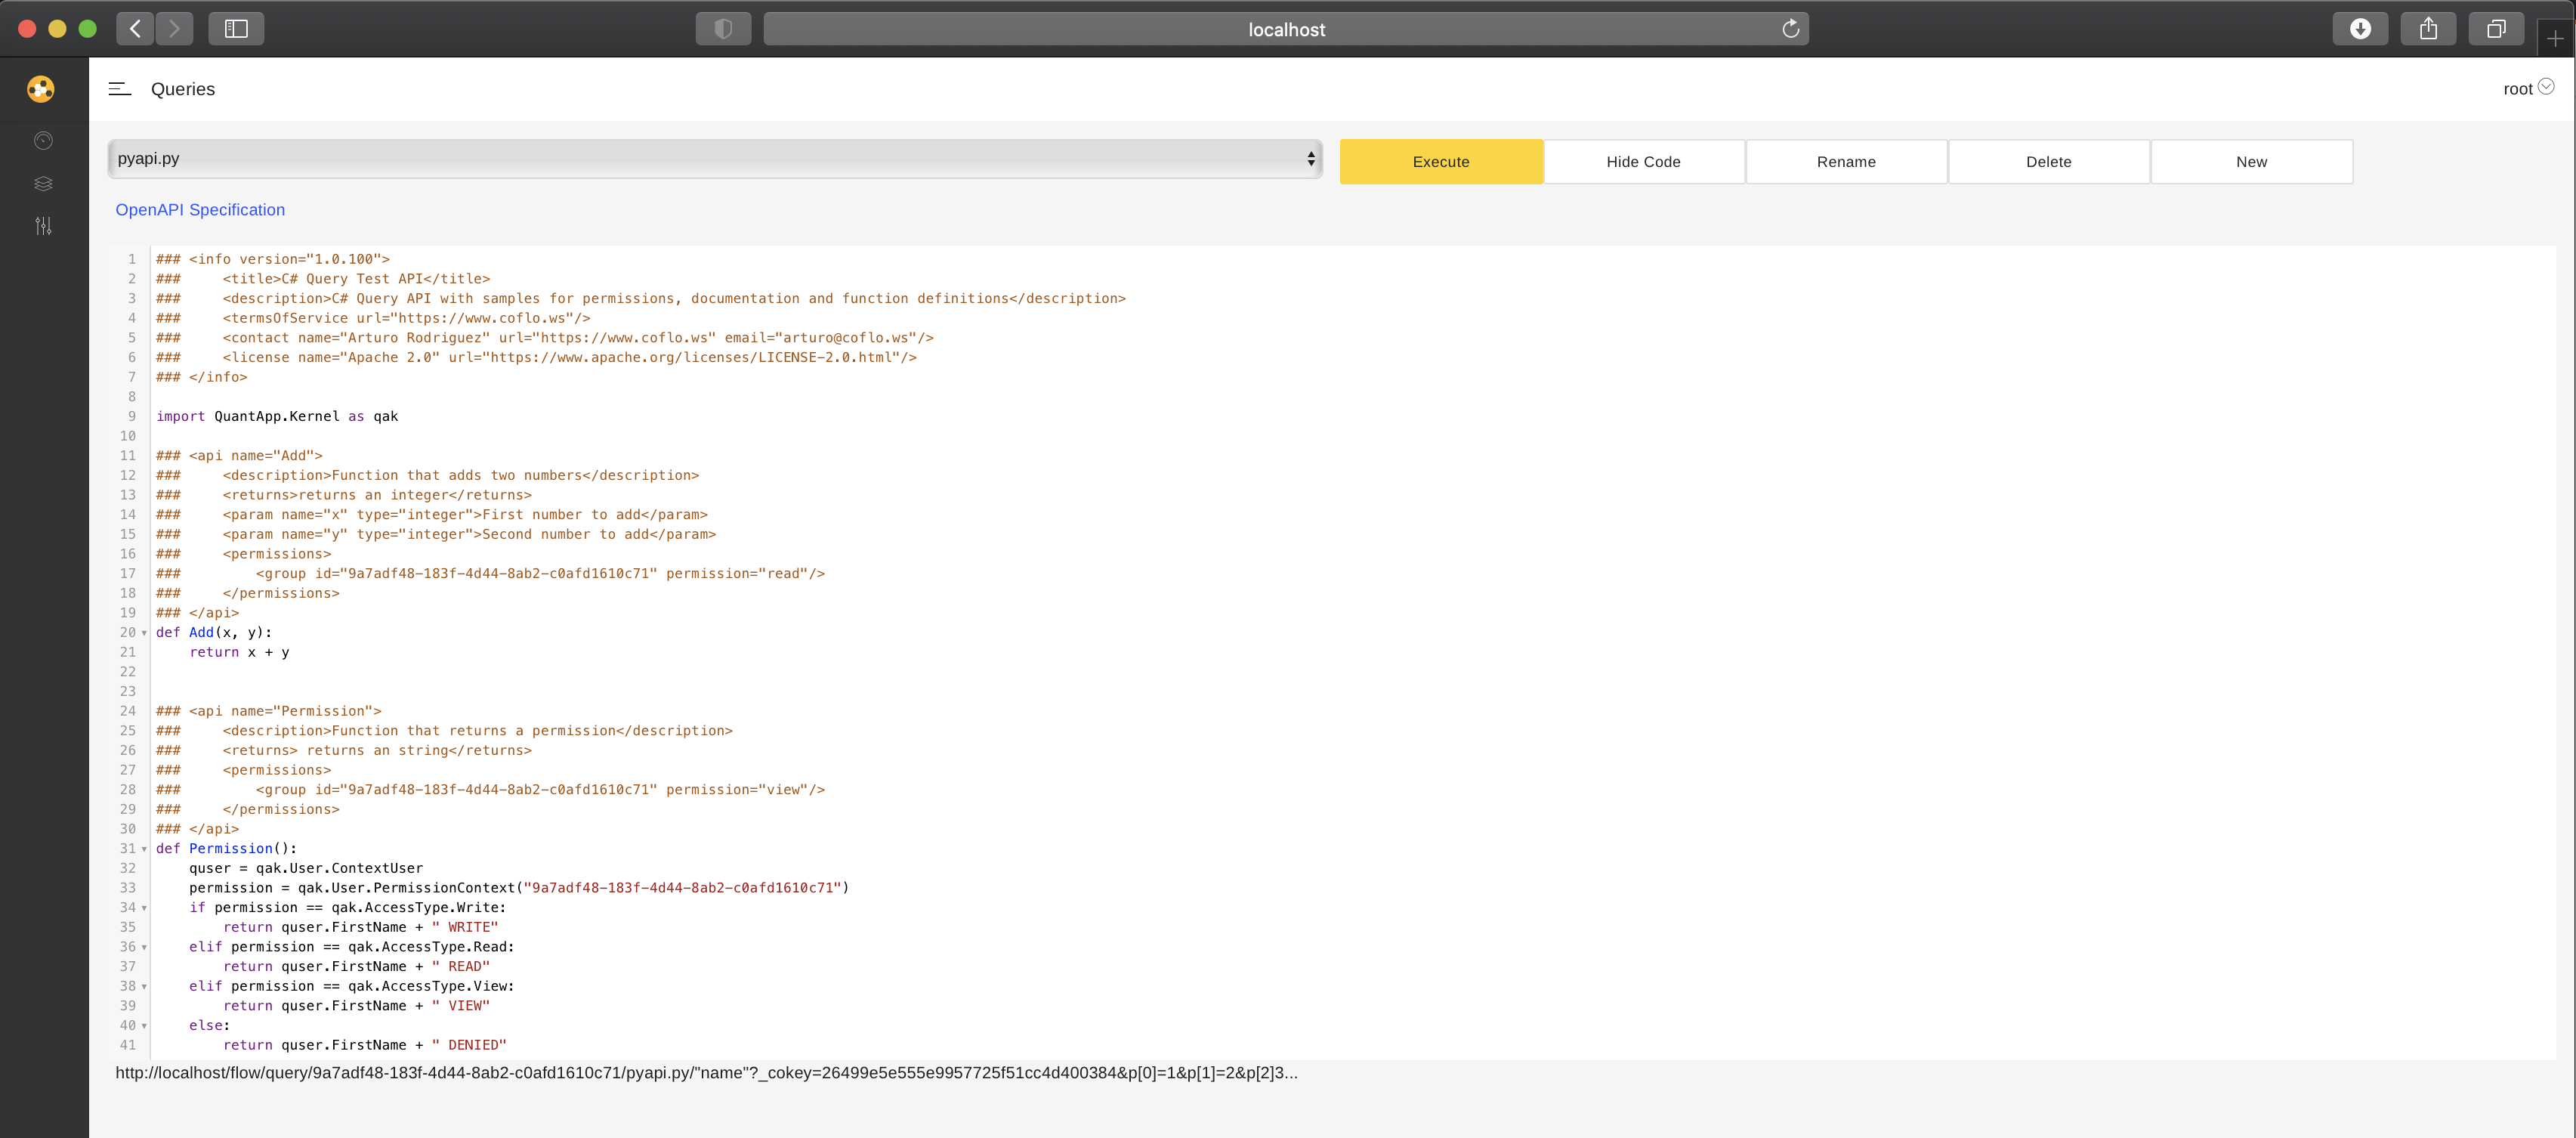 localhost
Queries
root
pyapi.py
Execute
Hide Code
Rename
Delete
New
OpenAPI Specification
1 ### <info version="1.0.100">
2 ###     <title>C# Query Test API</title>
3 ###     <description>C# Query API with samples for permissions, documentation and function definitions</description>
4 ###     <termsOfService url="https://www.coflo.ws"/>
5 ###     <contact name="Arturo Rodriguez" url="https://www.coflo.ws" email="arturo@coflo.ws"/>
6 ###     <license name="Apache 2.0" url="https://www.apache.org/licenses/LICENSE-2.0.html"/>
7 ### </info>
8
9 import QuantApp.Kernel as qak
10
11 ### <api name="Add">
12 ###     <description>Function that adds two numbers</description>
13 ###     <returns>returns an integer</returns>
14 ###     <param name="x" type="integer">First number to add</param>
15 ###     <param name="y" type="integer">Second number to add</param>
16 ###     <permissions>
17 ###         <group id="9a7adf48-183f-4d44-8ab2-c0afd1610c71" permission="read"/>
18 ###     </permissions>
19 ### </api>
20 def Add(x, y):
21     return x + y
22
23
24 ### <api name="Permission">
25 ###     <description>Function that returns a permission</description>
26 ###     <returns> returns an string</returns>
27 ###     <permissions>
28 ###         <group id="9a7adf48-183f-4d44-8ab2-c0afd1610c71" permission="view"/>
29 ###     </permissions>
30 ### </api>
31 def Permission():
32     quser = qak.User.ContextUser
33     permission = qak.User.PermissionContext("9a7adf48-183f-4d44-8ab2-c0afd1610c71")
34     if permission == qak.AccessType.Write:
35         return quser.FirstName + " WRITE"
36     elif permission == qak.AccessType.Read:
37         return quser.FirstName + " READ"
38     elif permission == qak.AccessType.View:
39         return quser.FirstName + " VIEW"
40     else:
41         return quser.FirstName + " DENIED"
http://localhost/flow/query/9a7adf48-183f-4d44-8ab2-c0afd1610c71/pyapi.py/"name"?_cokey=26499e5e555e9957725f51cc4d400384&p[0]=1&p[1]=2&p[2]3...